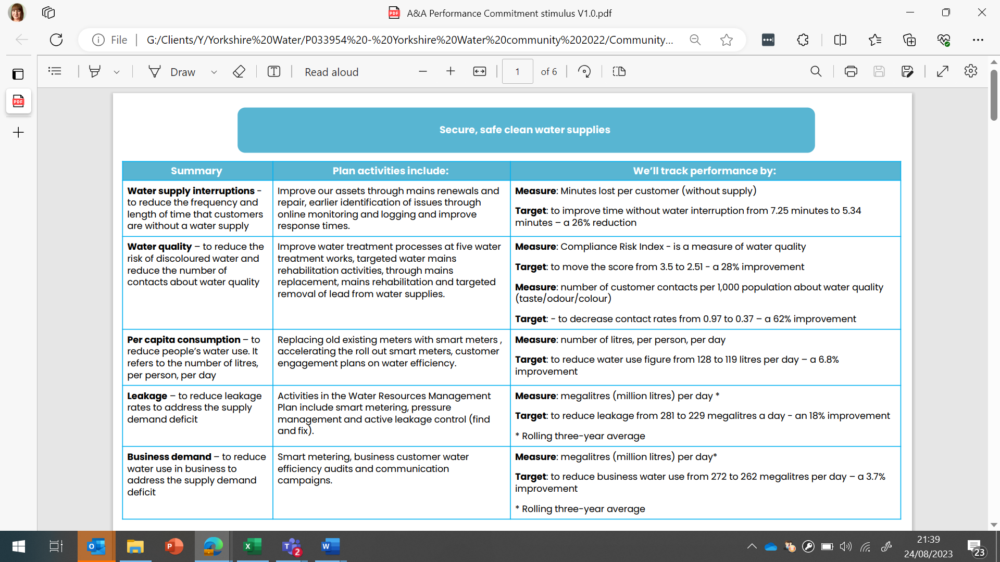 A&A Performance Commitment stimulus V1.0.pdf
File
G:/Clients/Y/Yorkshire%20Water/P033954%20-%20Yorkshire%20Water%20community%202022/Community...
Draw
Read aloud
1
of 6
Secure, safe clean water supplies
Summary
Plan activities include:
We'll track performance by:
Water supply interruptions -
to reduce the frequency and
length of time that customers
are without a water supply
Improve our assets through mains renewals and
repair, earlier identification of issues through
online monitoring and logging and improve
response times.
Measure: Minutes lost per customer (without supply)
Target: to improve time without water interruption from 7.25 minutes to 5.34
minutes – a 26% reduction
Water quality – to reduce the
risk of discoloured water and
reduce the number of
contacts about water quality
Improve water treatment processes at five water
treatment works, targeted water mains
rehabilitation activities, through mains
replacement, mains rehabilitation and targeted
removal of lead from water supplies.
Measure: Compliance Risk Index - is a measure of water quality
Target: to move the score from 3.5 to 2.51 - a 28% improvement
Measure: number of customer contacts per 1,000 population about water quality
(taste/odour/colour)
Target: - to decrease contact rates from 0.97 to 0.37 – a 62% improvement
Per capita consumption – to
reduce people's water use. It
refers to the number of litres,
per person, per day
Replacing old existing meters with smart meters ,
accelerating the roll out smart meters, customer
engagement plans on water efficiency.
Measure: number of litres, per person, per day
Target: to reduce water use figure from 128 to 119 litres per day – a 6.8%
improvement
Leakage – to reduce leakage
rates to address the supply
demand deficit
Activities in the Water Resources Management
Plan include smart metering, pressure
management and active leakage control (find
and fix).
Measure: megalitres (million litres) per day *
Target: to reduce leakage from 281 to 229 megalitres a day - an 18% improvement
* Rolling three-year average
Business demand – to reduce
water use in business to
address the supply demand
deficit
Smart metering, business customer water
efficiency audits and communication
campaigns.
Measure: megalitres (million litres) per day*
Target: to reduce business water use from 272 to 262 megalitres per day – a 3.7%
improvement
* Rolling three-year average
2
21:39
24/08/2023
23